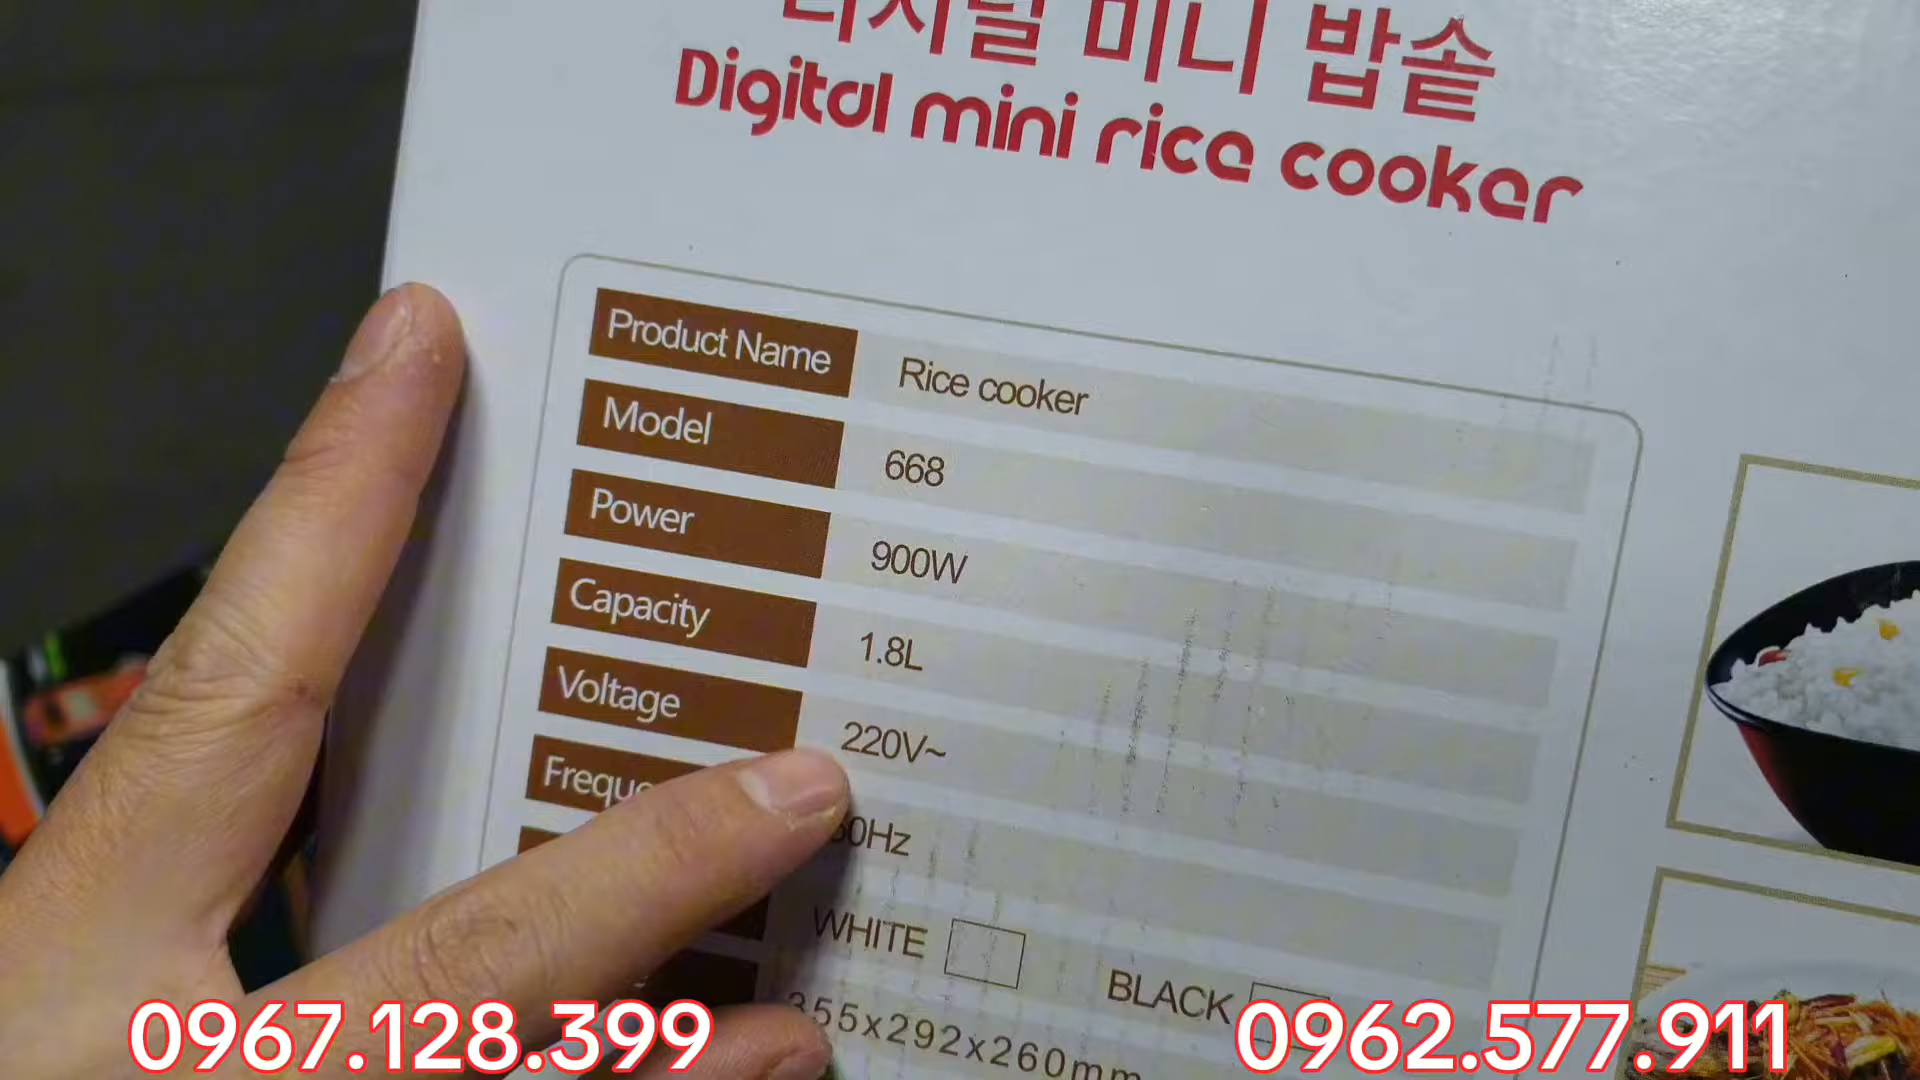 디지털 미니 밥솥
Digital mini rice cooker
Product Name Rice cooker
Model 668
Power 900W
Capacity 1.8L
Voltage 220V~
60Hz
WHITE BLACK
355x292x260mm
0967.128.399 0962.577.911